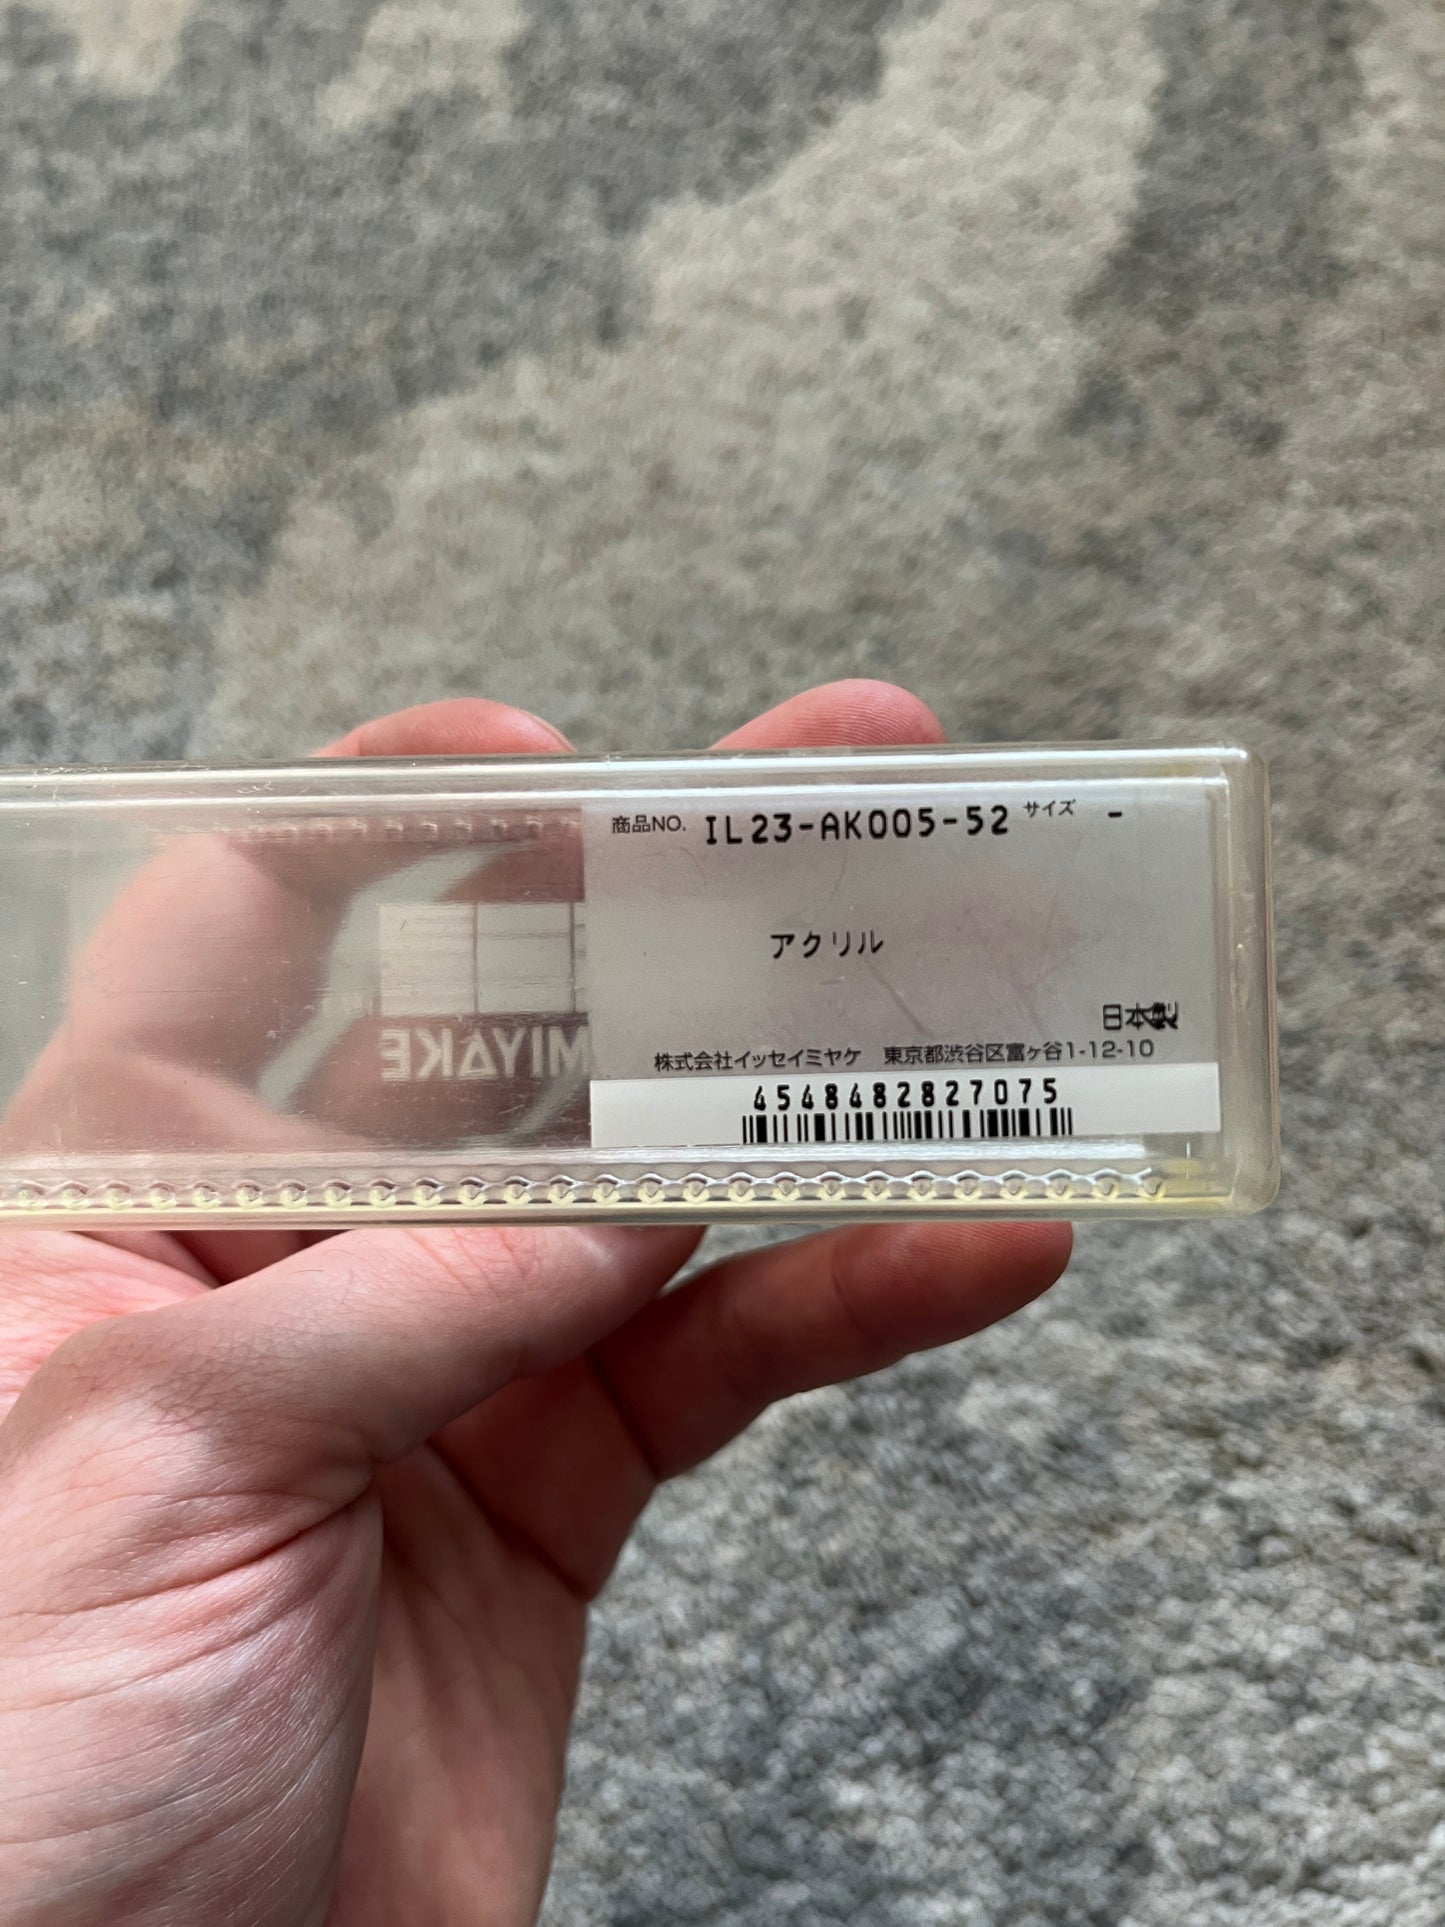 商品NO. IL23-AK005-52 サイズ -
アクリル
日本製
株式会社イッセイミヤケ 東京都渋谷区富ヶ谷1-12-10
4548482827075
MIYAKE